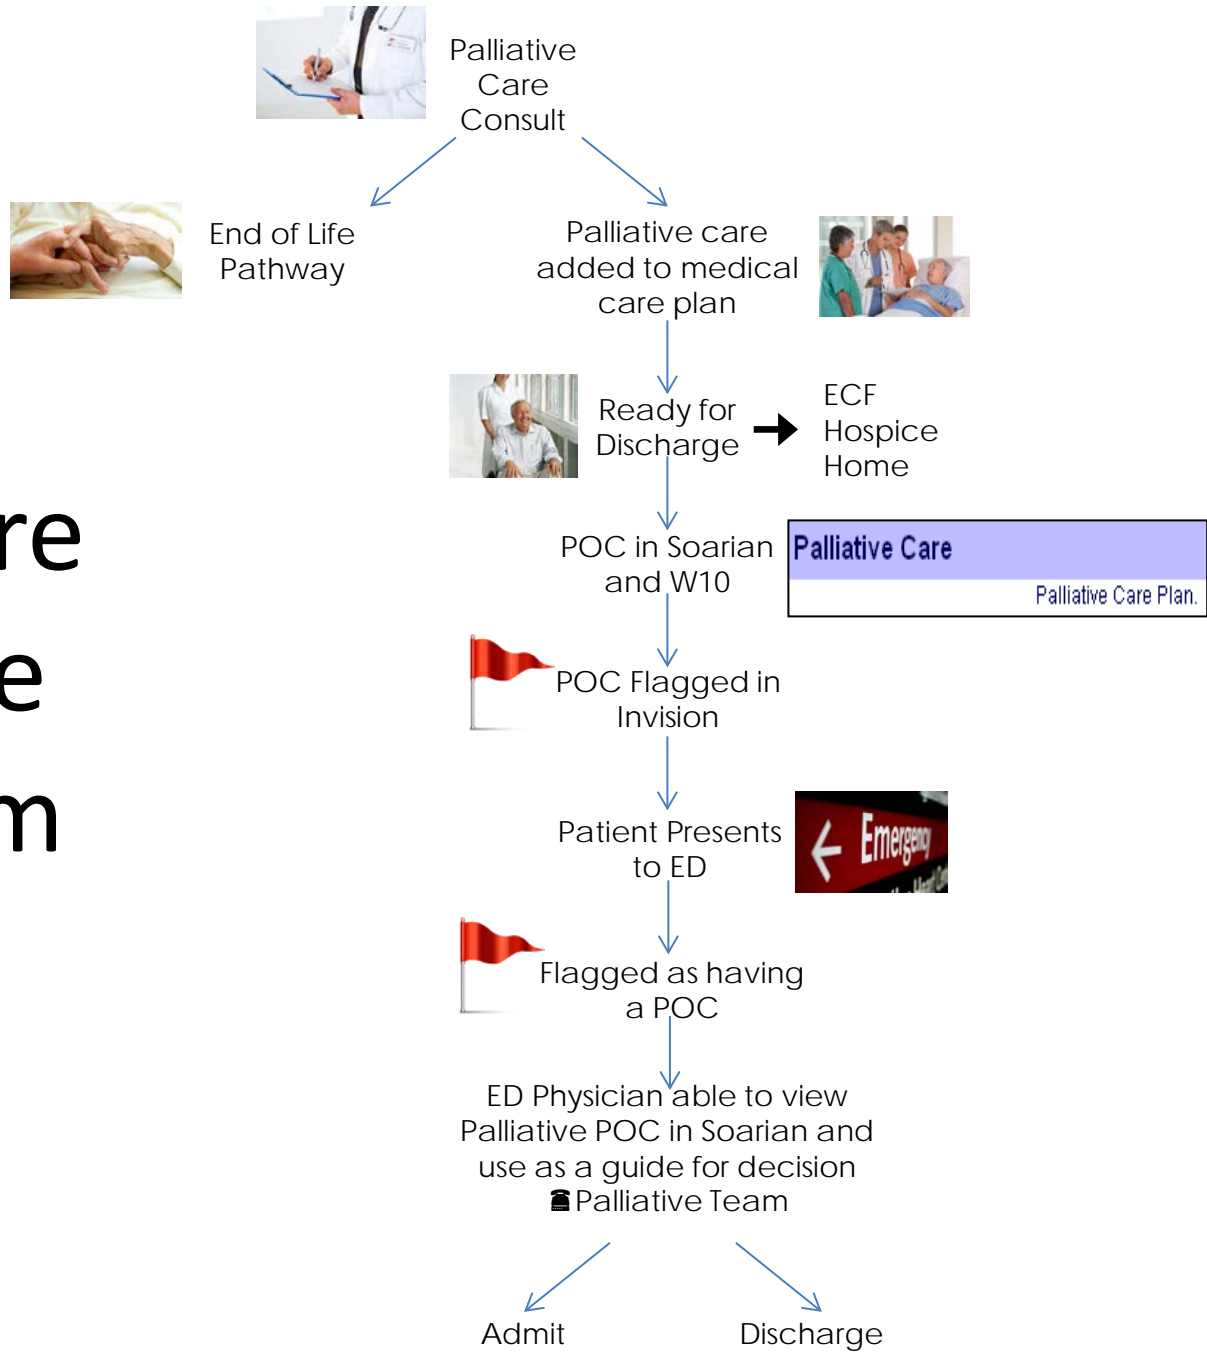 Palliative
Care
Consult
End of Life
Pathway
Palliative care
added to medical
care plan
Ready for
Discharge
ECF
Hospice
Home
re
e
m
POC in Soarian
and W10
Palliative Care
Palliative Care Plan.
POC Flagged in
Invision
Patient Presents
to ED
Emergency
Flagged as having
a POC
ED Physician able to view
Palliative POC in Soarian and
use as a guide for decision
Palliative Team
Admit
Discharge